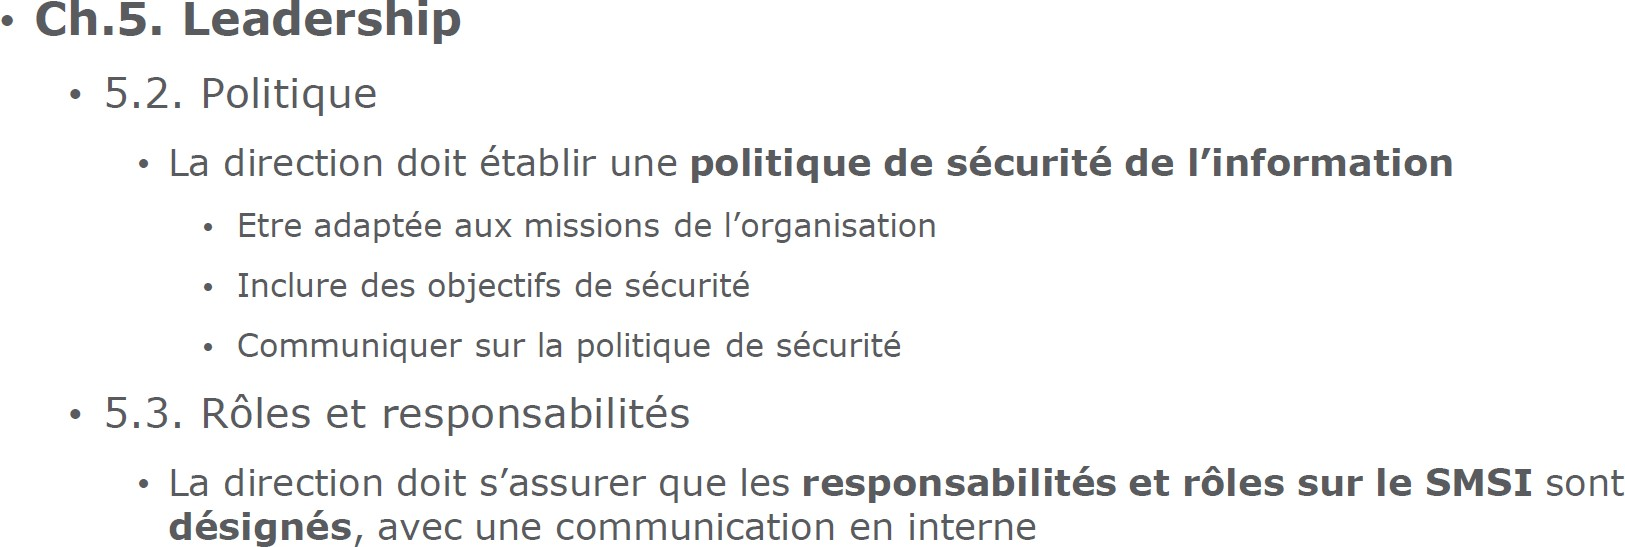 • Ch.5. Leadership
• 5.2. Politique
• La direction doit établir une politique de sécurité de l’information
• Etre adaptée aux missions de l’organisation
• Inclure des objectifs de sécurité
• Communiquer sur la politique de sécurité
• 5.3. Rôles et responsabilités
• La direction doit s’assurer que les responsabilités et rôles sur le SMSI sont
désignés, avec une communication en interne